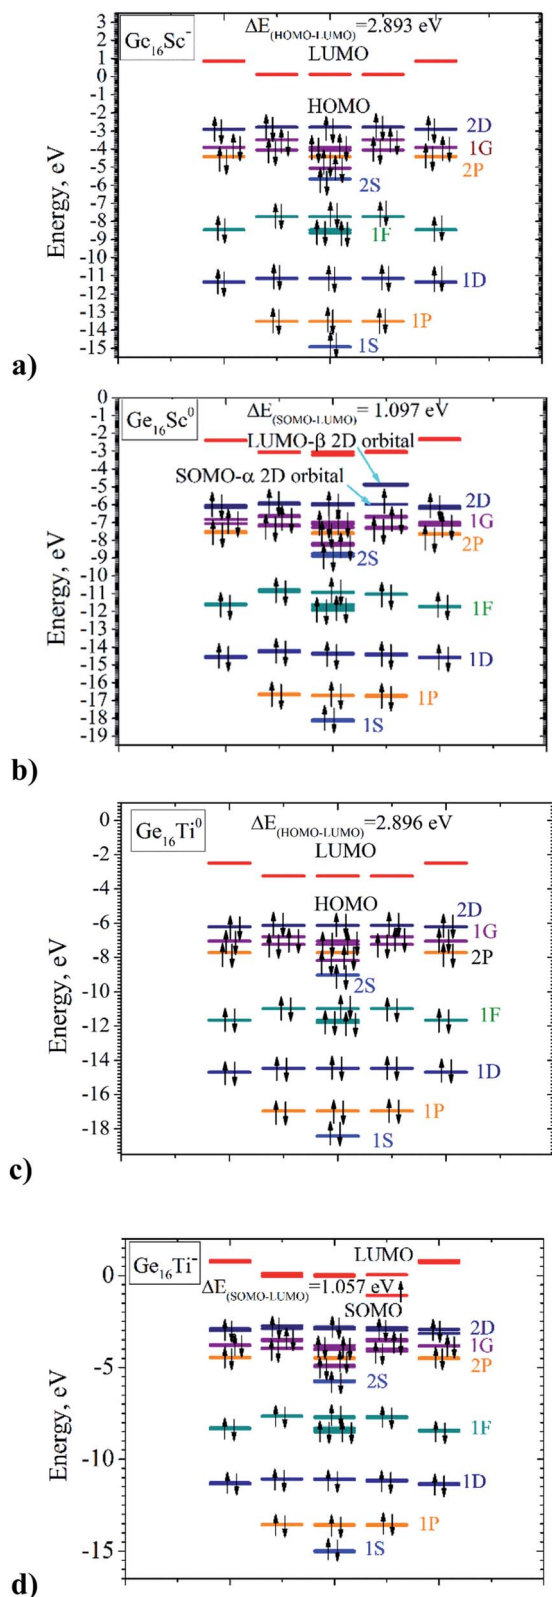 Ge16Sc-
ΔE(HOMO-LUMO)=2.893 eV
LUMO
HOMO
2D
1G
2P
2S
1F
1D
1P
1S
3
2
1
0
-1
-2
-3
-4
-5
-6
-7
-8
-9
-10
-11
-12
-13
-14
-15
Energy, eV
a)
Ge16Sc0
ΔE(SOMO-LUMO)= 1.097 eV
LUMO-β 2D orbital
SOMO-α 2D orbital
2D
1G
2P
2S
1F
1D
1P
1S
0
-1
-2
-3
-4
-5
-6
-7
-8
-9
-10
-11
-12
-13
-14
-15
-16
-17
-18
-19
Energy, eV
b)
Ge16Ti0
ΔE(HOMO-LUMO)=2.896 eV
LUMO
HOMO
2D
1G
2P
2S
1F
1D
1P
1S
0
-2
-4
-6
-8
-10
-12
-14
-16
-18
Energy, eV
c)
Ge16Ti-
LUMO
ΔE(SOMO-LUMO)=1.057 eV
SOMO
2D
1G
2P
2S
1F
1D
1P
1S
0
-5
-10
-15
Energy, eV
d)